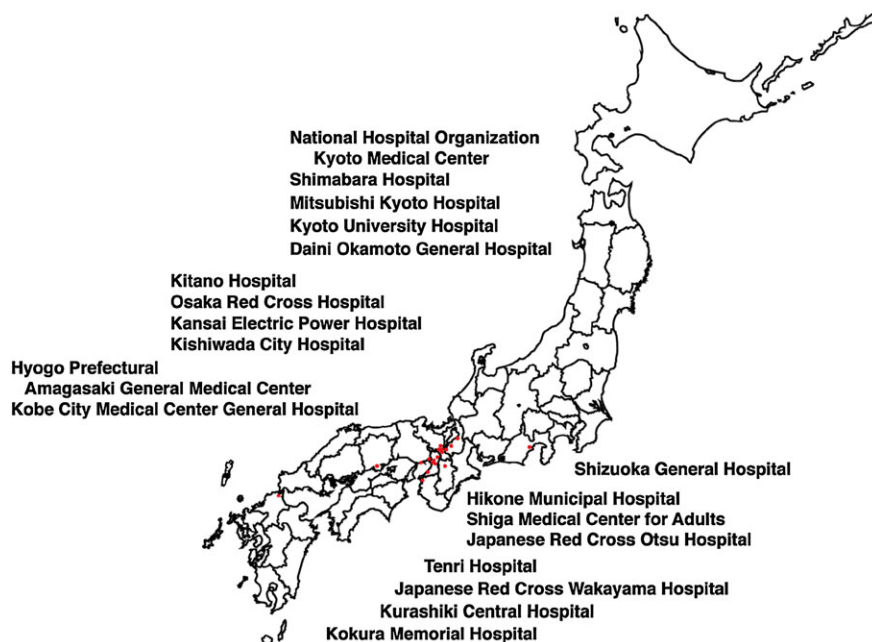 National Hospital Organization
Kyoto Medical Center
Shimabara Hospital
Mitsubishi Kyoto Hospital
Kyoto University Hospital
Daini Okamoto General Hospital
Kitano Hospital
Osaka Red Cross Hospital
Kansai Electric Power Hospital
Kishiwada City Hospital
Hyogo Prefectural
Amagasaki General Medical Center
Kobe City Medical Center General Hospital
Shizuoka General Hospital
Hikone Municipal Hospital
Shiga Medical Center for Adults
Japanese Red Cross Otsu Hospital
Tenri Hospital
Japanese Red Cross Wakayama Hospital
Kurashiki Central Hospital
Kokura Memorial Hospital